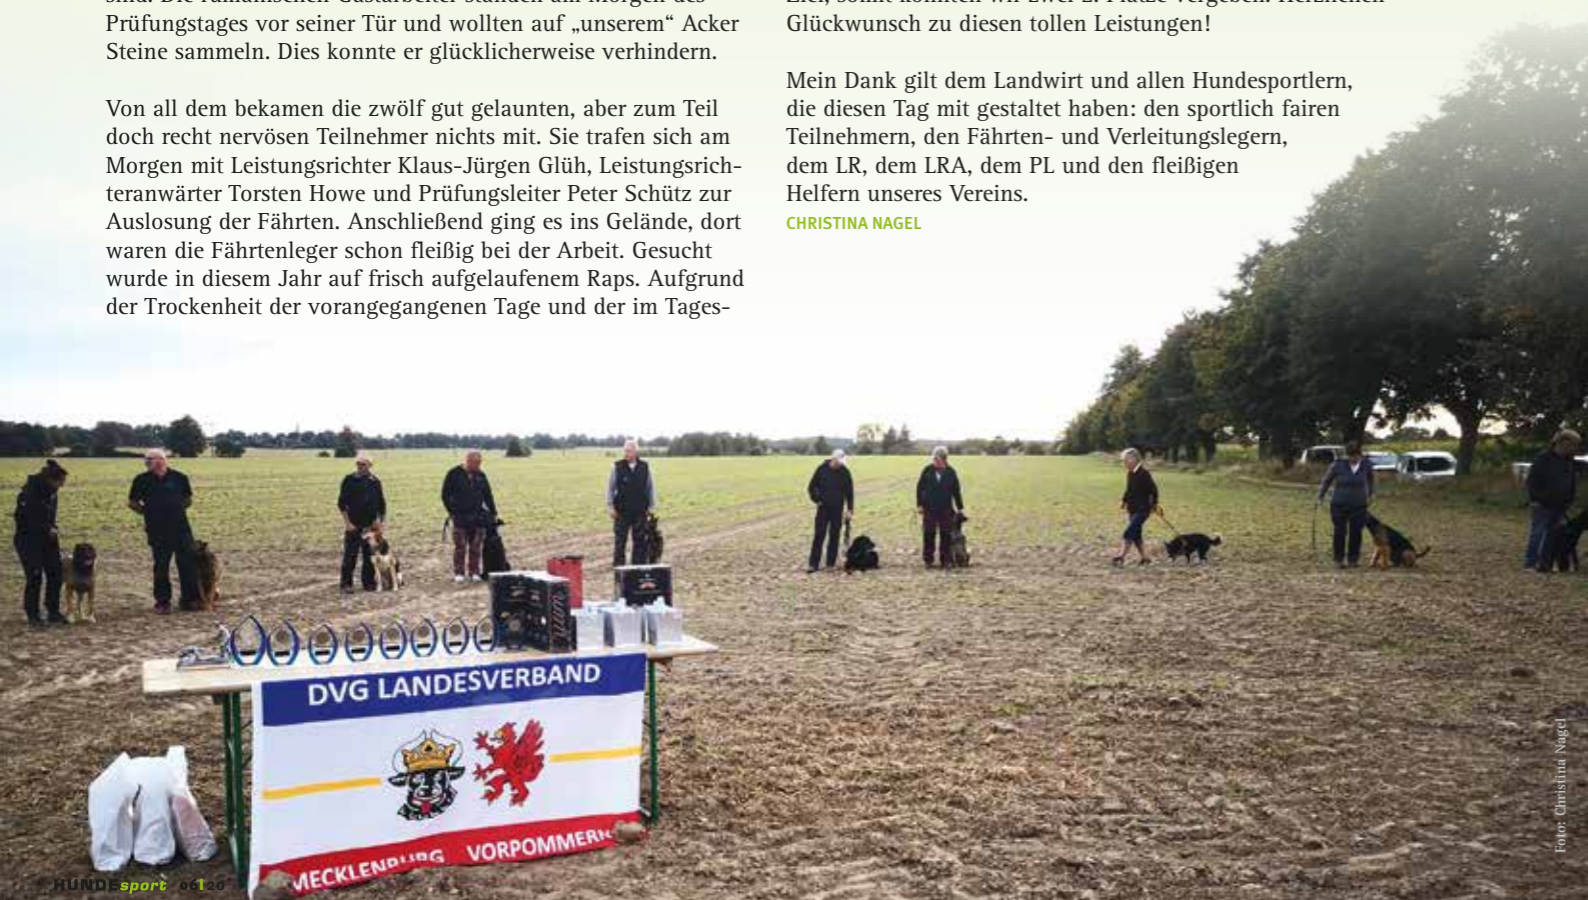 Prüfungstages vor seiner Tür und wollten auf „unserem“ Acker
Steine sammeln. Dies konnte er glücklicherweise verhindern.
Von all dem bekamen die zwölf gut gelaunten, aber zum Teil
doch recht nervösen Teilnehmer nichts mit. Sie trafen sich am
Morgen mit Leistungsrichter Klaus-Jürgen Glüh, Leistungsrich-
teranwärter Torsten Howe und Prüfungsleiter Peter Schütz zur
Auslosung der Fährten. Anschließend ging es ins Gelände, dort
waren die Fährtenleger schon fleißig bei der Arbeit. Gesucht
wurde in diesem Jahr auf frisch aufgelaufenem Raps. Aufgrund
der Trockenheit der vorangegangenen Tage und der im Tages-
Glückwunsch zu diesen tollen Leistungen!
Mein Dank gilt dem Landwirt und allen Hundesportlern,
die diesen Tag mit gestaltet haben: den sportlich fairen
Teilnehmern, den Fährten- und Verleitungslegern,
dem LR, dem LRA, dem PL und den fleißigen
Helfern unseres Vereins.
CHRISTINA NAGEL
DVG LANDESVERBAND
MECKLENBURG VORPOMMERN
Foto: Christina Nagel
HUNDEsport 06|20